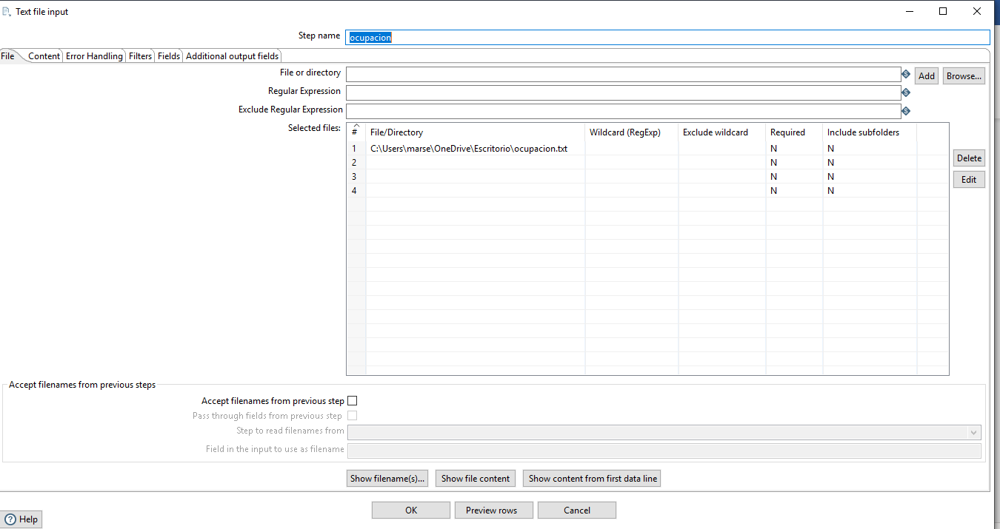 Text file input
Step name ocupacion
File Content Error Handling Filters Fields Additional output fields
File or directory Add Browse...
Regular Expression
Exclude Regular Expression
Selected files: # File/Directory Wildcard (RegExp) Exclude wildcard Required Include subfolders
1 C:\Users\marse\OneDrive\Escritorio\ocupacion.txt N N
2 N N
Delete
3 N N
Edit
4 N N
Accept filenames from previous steps
Accept filenames from previous step
Pass through fields from previous step
Step to read filenames from
Field in the input to use as filename
Show filename(s)... Show file content Show content from first data line
OK Preview rows Cancel
Help